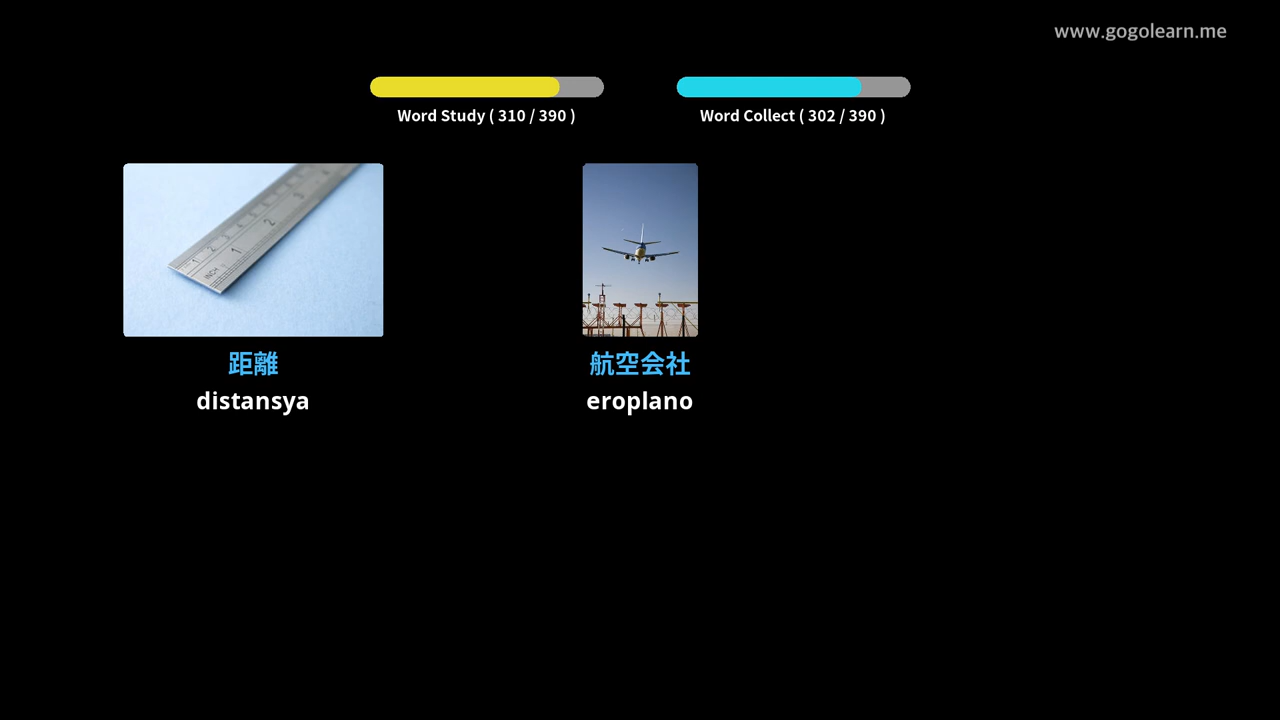 www.gogolearn.me
Word Study ( 310 / 390 )
Word Collect ( 302 / 390 )
距離
distansya
航空会社
eroplano